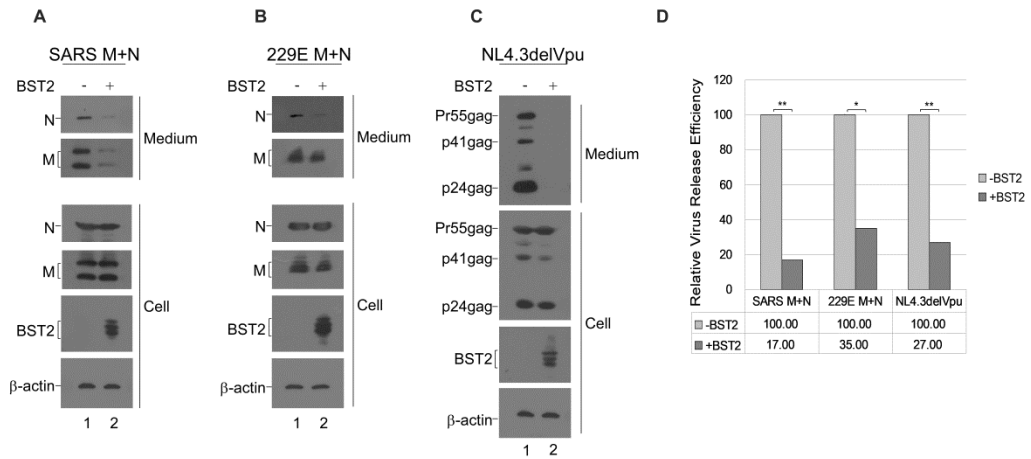 A
SARS M+N
BST2 - +
N
M
Medium
N
M
BST2
β-actin
Cell
1 2
B
229E M+N
BST2 - +
N
M
Medium
N
M
BST2
β-actin
Cell
1 2
C
NL4.3delVpu
BST2 - +
Pr55gag
p41gag
p24gag
Medium
Pr55gag
p41gag
p24gag
BST2
β-actin
Cell
1 2
D
Relative Virus Release Efficiency
120
100
80
60
40
20
0
** * **
-BST2
+BST2
SARS M+N 229E M+N NL4.3delVpu
-BST2 100.00 100.00 100.00
+BST2 17.00 35.00 27.00